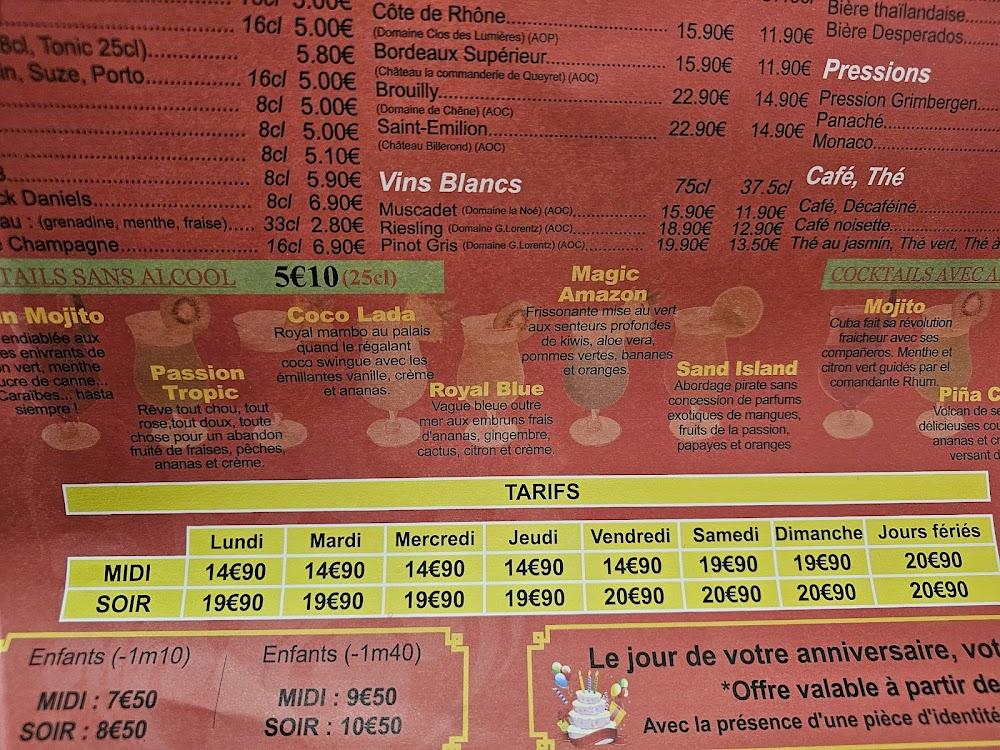 5.00€
16cl 5.00€
8cl, Tonic 25cl).... 5.80€
in, Suze, Porto.... 16cl 5.00€
8cl 5.00€
8cl 5.00€
8cl 5.10€
8cl 5.90€
ck Daniels.... 8cl 6.90€
au : (grenadine, menthe, fraise).... 33cl 2.80€
Champagne.... 16cl 6.90€
Côte de Rhône.... 15.90€ 11.90€
(Domaine Clos des Lumières) (AOP)
Bordeaux Supérieur.... 15.90€ 11.90€
(Château la commanderie de Queyret) (AOC)
Brouilly.... 22.90€ 14.90€
(Domaine de Chêne) (AOC)
Saint-Emilion.... 22.90€ 14.90€
(Château Billerond) (AOC)
Vins Blancs 75cl 37.5cl
Muscadet (Domaine la Noé) (AOC).... 15.90€ 11.90€
Riesling (Domaine G.Lorentz) (AOC).... 18.90€ 12.90€
Pinot Gris (Domaine G.Lorentz) (AOC).... 19.90€ 13.50€
Bière thaïlandaise....
Bière Desperados....
Pressions
Pression Grimbergen....
Panaché....
Monaco....
Café, Thé
Café, Décaféiné....
Café noisette....
Thé au jasmin, Thé vert, Thé à
TAILS SANS ALCOOL 5€10 (25cl)
COCKTAILS AVEC A
n Mojito
endiablée aux
es enivrants de
n vert, menthe
ucre de canne...
Caraïbes... hasta
siempre !
Passion
Tropic
Rêve tout chou, tout
rose,tout doux, toute
chose pour un abandon
fruité de fraises, pêches,
ananas et crème.
Coco Lada
Royal mambo au palais
quand le régalant
coco swingue avec les
émillantes vanille, crème
et ananas.
Royal Blue
Vague bleue outre
mer aux embruns frais
d'ananas, gingembre,
cactus, citron et crème.
Magic
Amazon
Frissonante mise au vert
aux senteurs profondes
de kiwis, aloe vera,
pommes vertes, bananes
et oranges.
Sand Island
Abordage pirate sans
concession de parfums
exotiques de mangues,
fruits de la passion,
papayes et oranges
Mojito
Cuba fait sa révolution
fraicheur avec ses
compañeros. Menthe et
citron vert guidés par el
comandante Rhum.
Piña C
Volcan de se
délicieuses cou
ananas et cr
versant d
TARIFS
Lundi Mardi Mercredi Jeudi Vendredi Samedi Dimanche Jours fériés
MIDI 14€90 14€90 14€90 14€90 14€90 19€90 19€90 20€90
SOIR 19€90 19€90 19€90 19€90 20€90 20€90 20€90 20€90
Enfants (-1m10)
MIDI : 7€50
SOIR : 8€50
Enfants (-1m40)
MIDI : 9€50
SOIR : 10€50
Le jour de votre anniversaire, vot
*Offre valable à partir de
Avec la présence d'une pièce d'identité